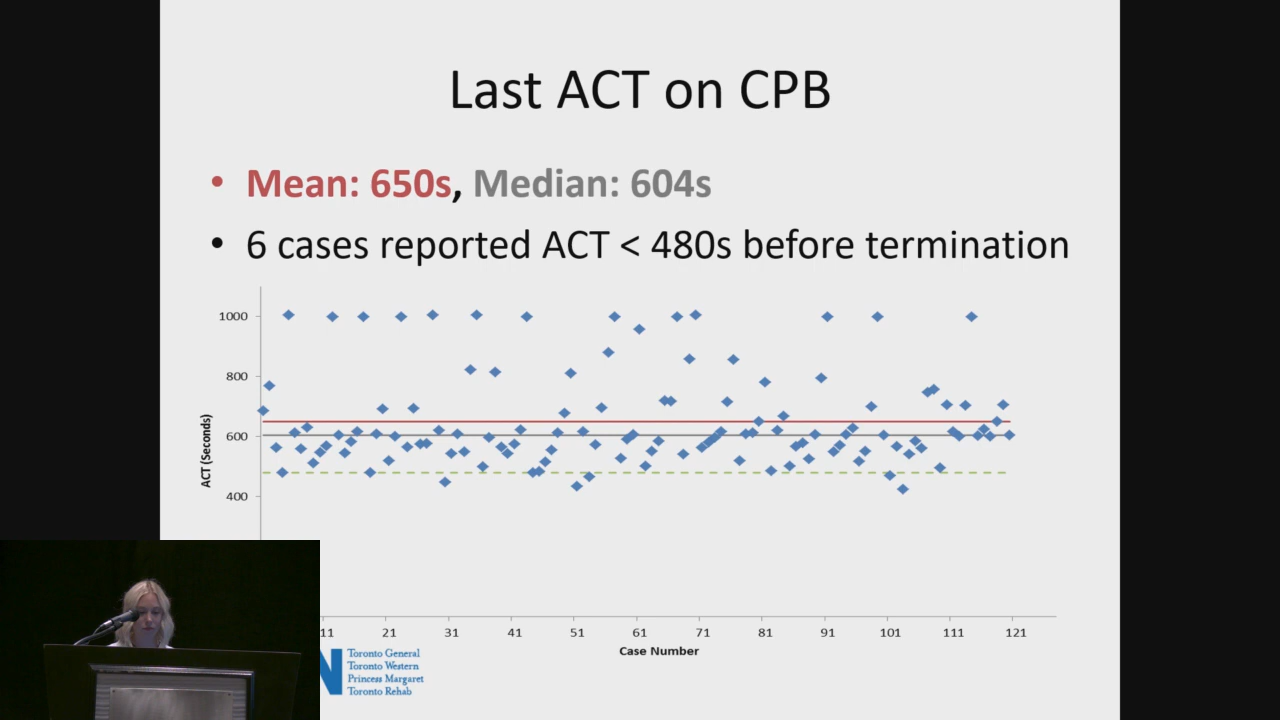 Last ACT on CPB
• Mean: 650s, Median: 604s
• 6 cases reported ACT < 480s before termination
1000
800
600
400
ACT (Seconds)
11 21 31 41 51 61 71 81 91 101 111 121
Case Number
N
Toronto General
Toronto Western
Princess Margaret
Toronto Rehab